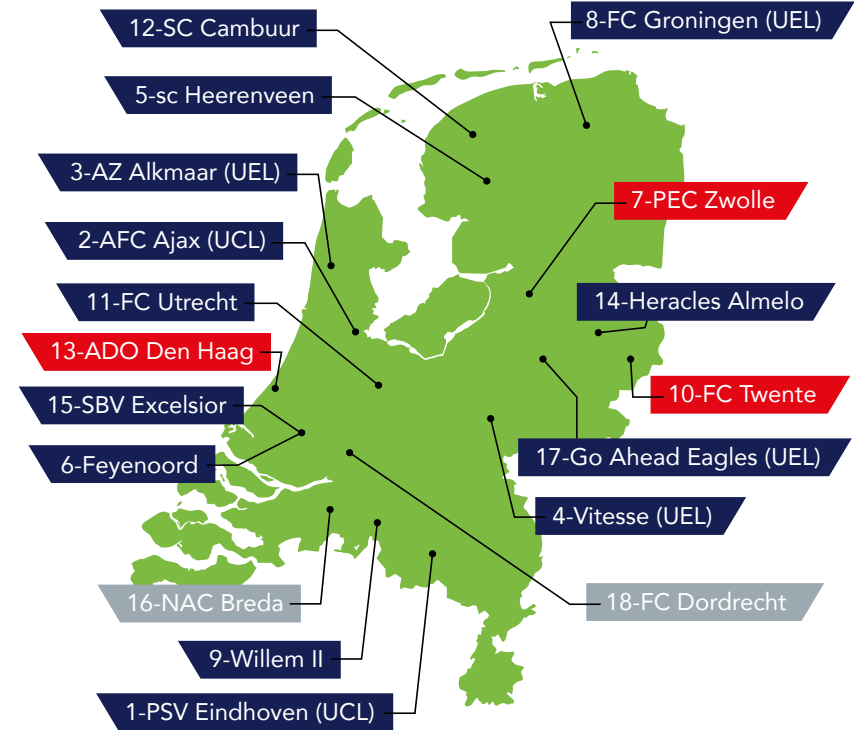 12-SC Cambuur
8-FC Groningen (UEL)
5-sc Heerenveen
3-AZ Alkmaar (UEL)
7-PEC Zwolle
2-AFC Ajax (UCL)
11-FC Utrecht
14-Heracles Almelo
13-ADO Den Haag
10-FC Twente
15-SBV Excelsior
6-Feyenoord
17-Go Ahead Eagles (UEL)
4-Vitesse (UEL)
16-NAC Breda
18-FC Dordrecht
9-Willem II
1-PSV Eindhoven (UCL)